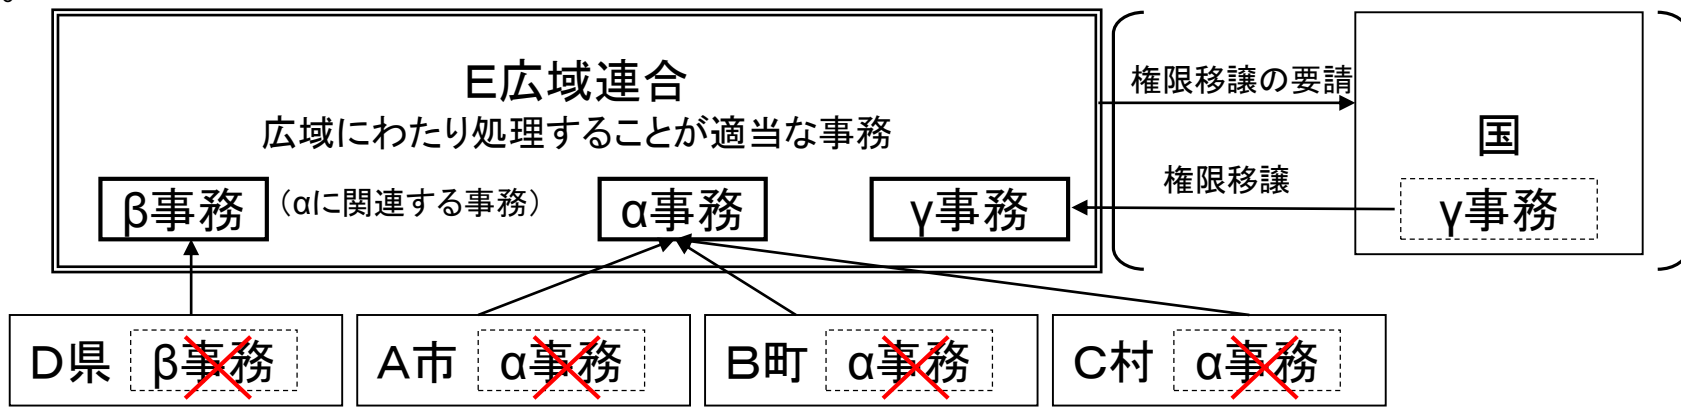 E広域連合
広域にわたり処理することが適当な事務
β事務
（αに関連する事務）
α事務
γ事務
権限移譲の要請
権限移譲
国
γ事務
D県
β事務
A市
α事務
B町
α事務
C村
α事務